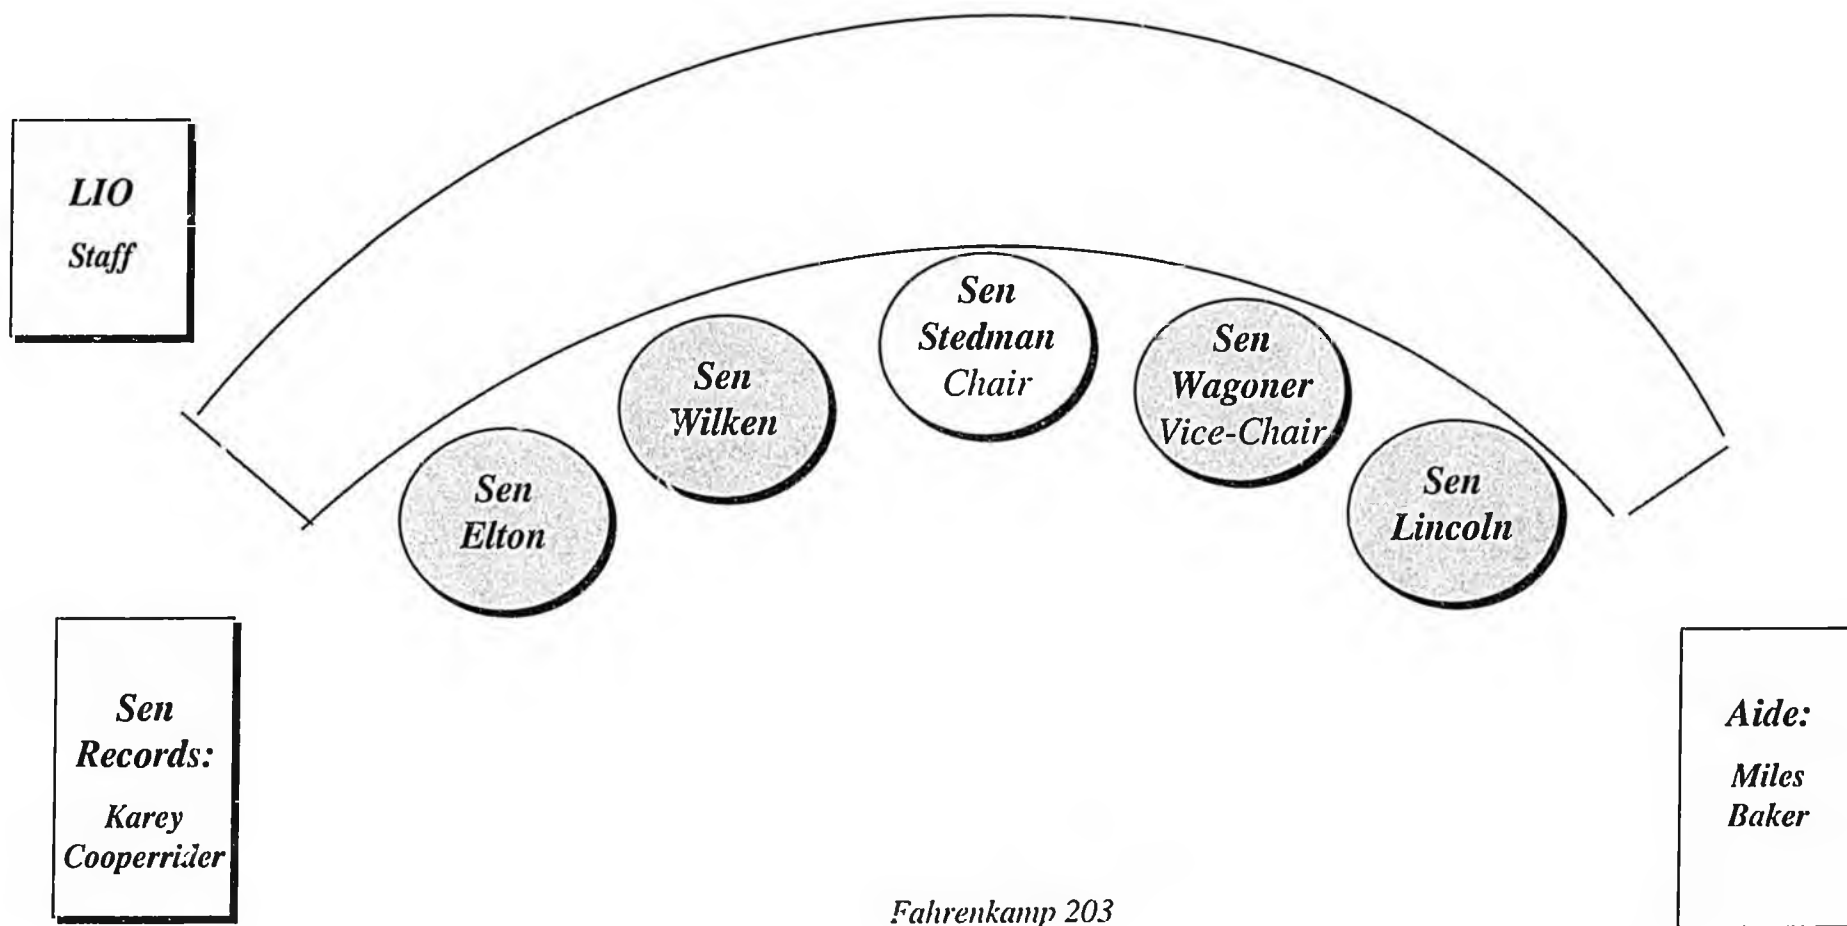 LIO
Staff
Sen
Elton
Sen
Wilken
Sen
Stedman
Chair
Sen
Wagoner
Vice-Chair
Sen
Lincoln
Sen
Records:
Karey
Cooperrider
Aide:
Miles
Baker
Fahrenkamp 203